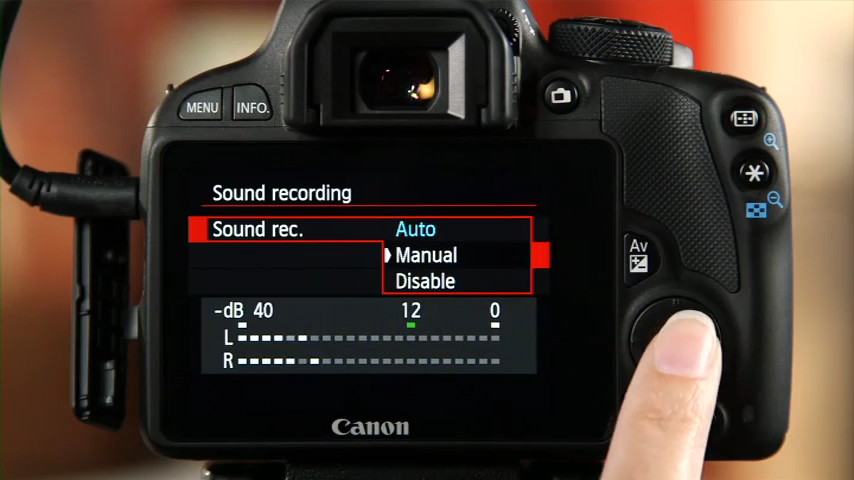 MENU INFO.
Sound recording
Sound rec. Auto
Manual
Disable
-dB 40 12 0
L
R
Av
Canon